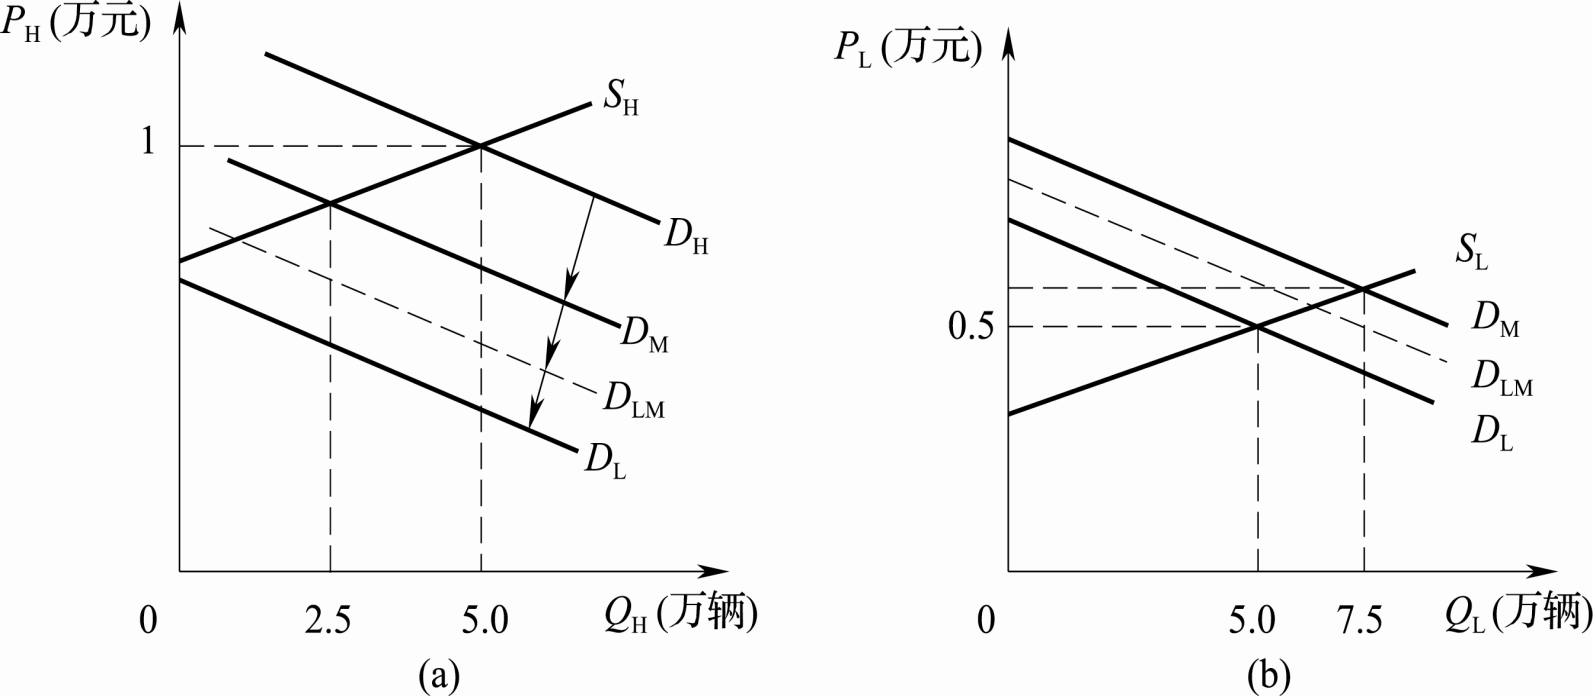 P_H (万元)
1
S_H
D_H
D_M
D_LM
D_L
0
2.5
5.0
Q_H (万辆)
(a)
P_L (万元)
0.5
S_L
D_M
D_LM
D_L
0
5.0
7.5
Q_L (万辆)
(b)